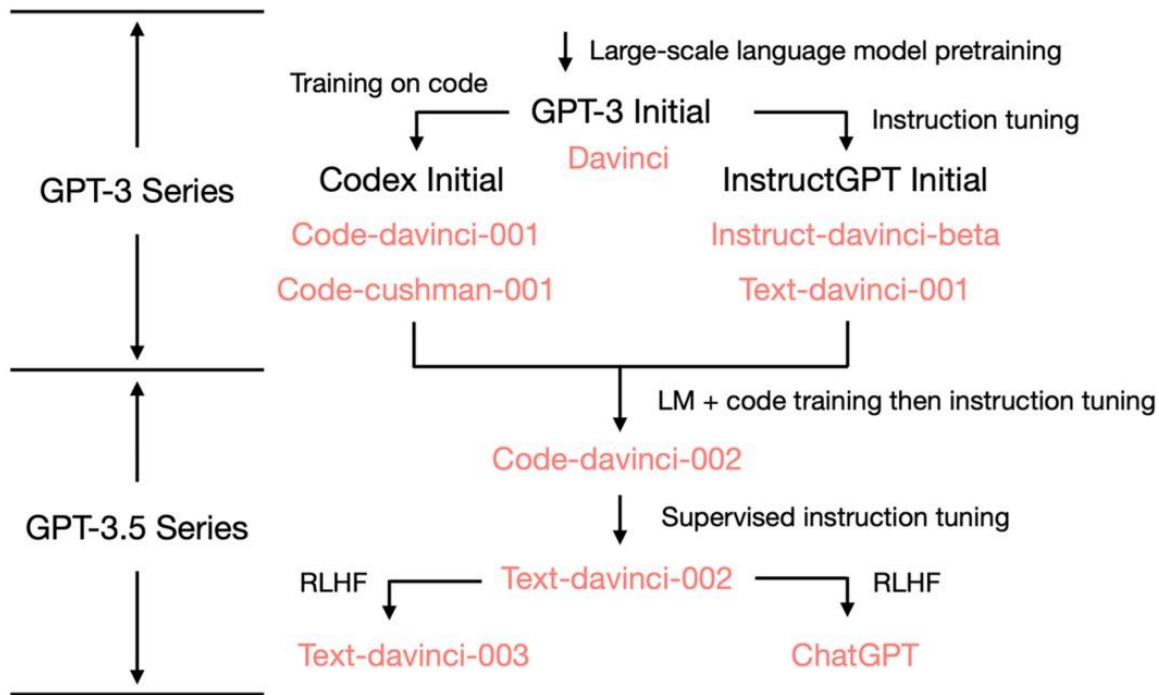 Large-scale language model pretraining
Training on code
GPT-3 Initial
Instruction tuning
Davinci
GPT-3 Series
Codex Initial
InstructGPT Initial
Code-davinci-001
Instruct-davinci-beta
Code-cushman-001
Text-davinci-001
LM + code training then instruction tuning
Code-davinci-002
GPT-3.5 Series
Supervised instruction tuning
RLHF
Text-davinci-002
RLHF
Text-davinci-003
ChatGPT